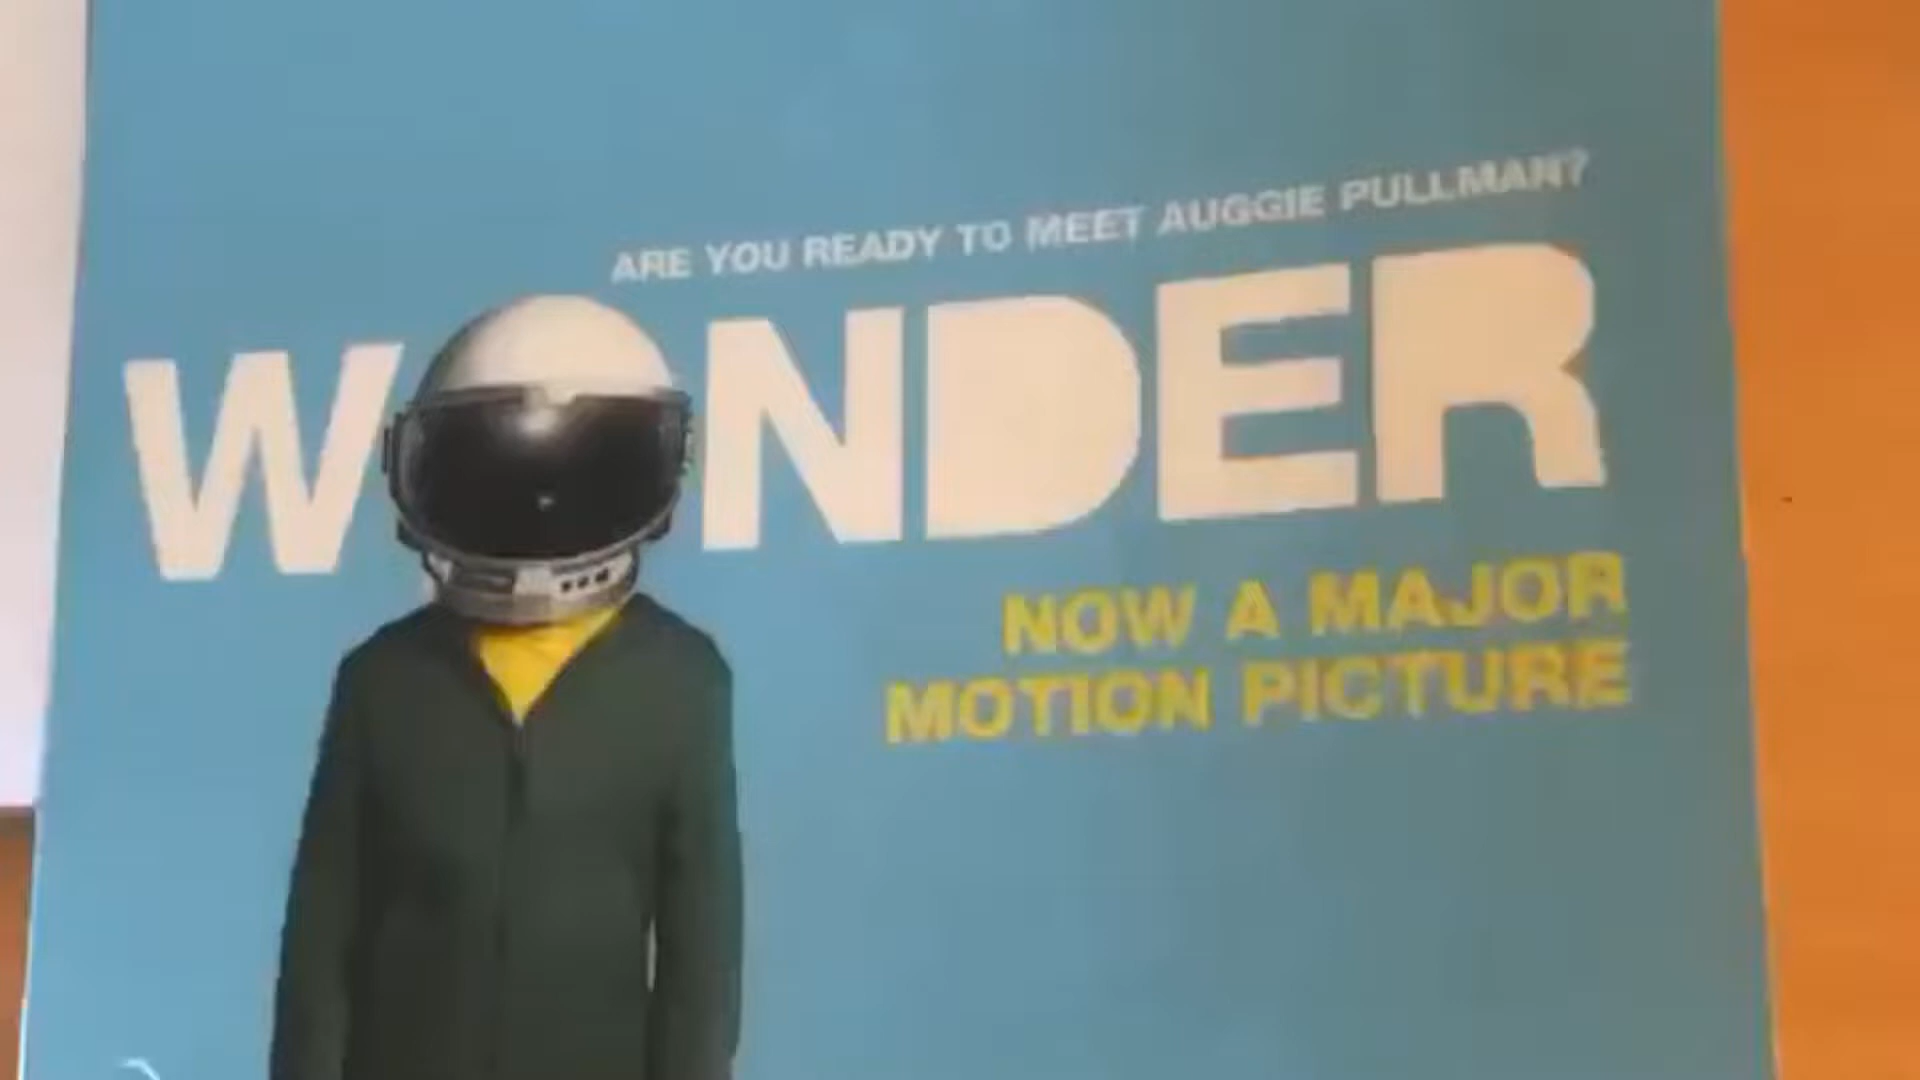 ARE YOU READY TO MEET AUGGIE PULLMAN?
WONDER
NOW A MAJOR
MOTION PICTURE